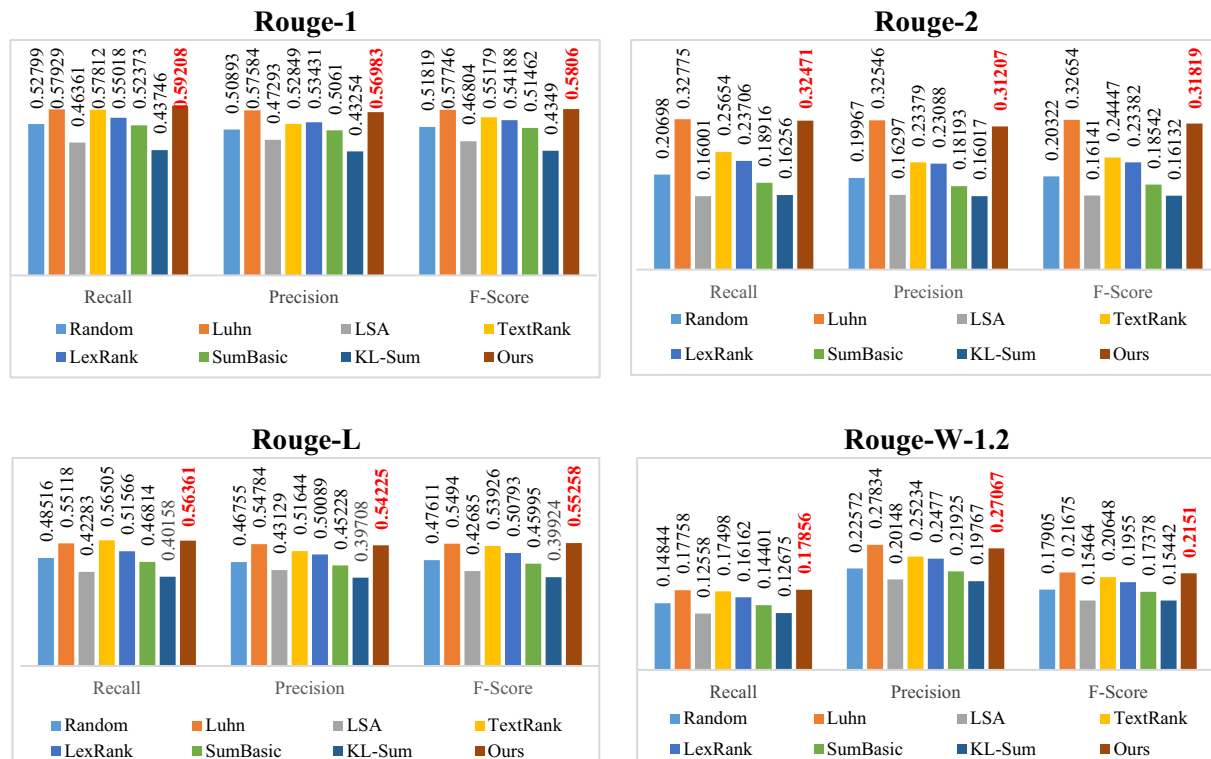 Rouge-1
0.52799 0.57929 0.46361 0.57812 0.55018 0.52373 0.43746 0.59208 0.50893 0.57584 0.47293 0.52849 0.53431 0.5061 0.43254 0.56983 0.51819 0.57746 0.46804 0.55179 0.54188 0.51462 0.4349 0.5806
Recall Precision F-Score
Random Luhn LSA TextRank
LexRank SumBasic KL-Sum Ours
Rouge-2
0.20698 0.32775 0.16001 0.25654 0.23706 0.18916 0.16256 0.32471 0.19967 0.32546 0.16297 0.23379 0.23088 0.18193 0.16017 0.31207 0.20322 0.32654 0.16141 0.24447 0.23382 0.18542 0.16132 0.31819
Recall Precision F-Score
Random Luhn LSA TextRank
LexRank SumBasic KL-Sum Ours
Rouge-L
0.48516 0.55118 0.42283 0.56505 0.51566 0.46814 0.40158 0.56361 0.46755 0.54784 0.43129 0.51644 0.50089 0.45228 0.39708 0.54225 0.47611 0.5494 0.42685 0.53926 0.50793 0.45995 0.39924 0.55258
Recall Precision F-Score
Random Luhn LSA TextRank
LexRank SumBasic KL-Sum Ours
Rouge-W-1.2
0.14844 0.17758 0.12558 0.17498 0.16162 0.14401 0.12675 0.17856 0.22572 0.27834 0.20148 0.25234 0.2477 0.21925 0.19767 0.27067 0.17905 0.21675 0.15464 0.20648 0.1955 0.17378 0.15442 0.2151
Recall Precision F-Score
Random Luhn LSA TextRank
LexRank SumBasic KL-Sum Ours